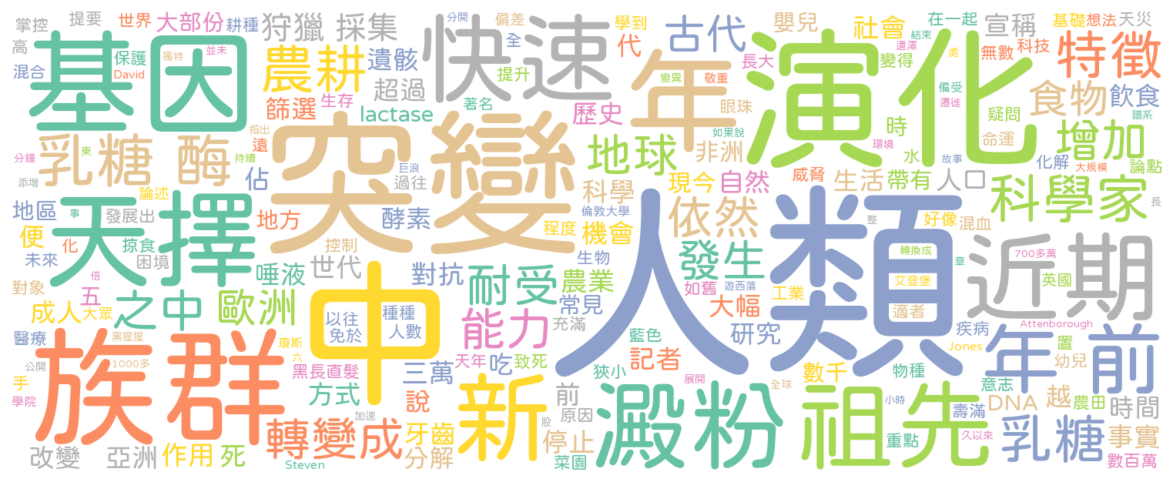 掌控
提要
世界
大部份
耕種
狩獵
採集
分開
偏差
全
學到
代
古代
嬰兒
社會
結束
在一起
宣稱
基礎
想法
天災
高
混合
基因
保護
David
獨特
並未
農耕
遺骸
超過
快速
提升
著名
年
長大
變異
敬重
眼珠
演化
變得
遺澤
備受
遷徙
無數
科技
疑問
特徵
食物
飲食
譜系
命運
增加
篩選
生存
lactase
歷史
時
水
如果說
非洲
環境
故事
化解
大規模
論點
乳糖
酶
指出
遠
持續
突變
巨浪
過往
地球
威脅
生活
帶有
人口
分鐘
東
添增
論述
佔
科學
現今
自然
科學家
長
地區
事
發展出
地方
酵素
倫敦大學
程度
機會
依然
好像
混血
整
便
化
天擇
掠食
控制
未來
困境
唾液
世代
生物
對抗
耐受
農業
發生
轉換成
700多萬
章
近期
英國
對象
倍
五
之中
歐洲
中
常見
如舊
遊西藏
人類
工業
艾登堡
適者
成人
大眾
以往
免於
種種
人數
能力
大幅
研究
藍色
疾病
Attenborough
醫療
黑猩猩
瓊斯
族群
黑長直髮
三萬
天年
吃
致死
充滿
記者
狹小
Jones
置
幼兒
年
前
1000多
六
手
公開
學院
方式
說
新
前
原因
澱粉
展開
數千
全球
物種
祖先
小時
意志
壽滿
DNA
越
農田
時間
轉變成
加速
牙齒
分解
停止
股
菜園
重點
久以來
乳糖
事實
數百萬
改變
亞洲
作用
死
Steven
處